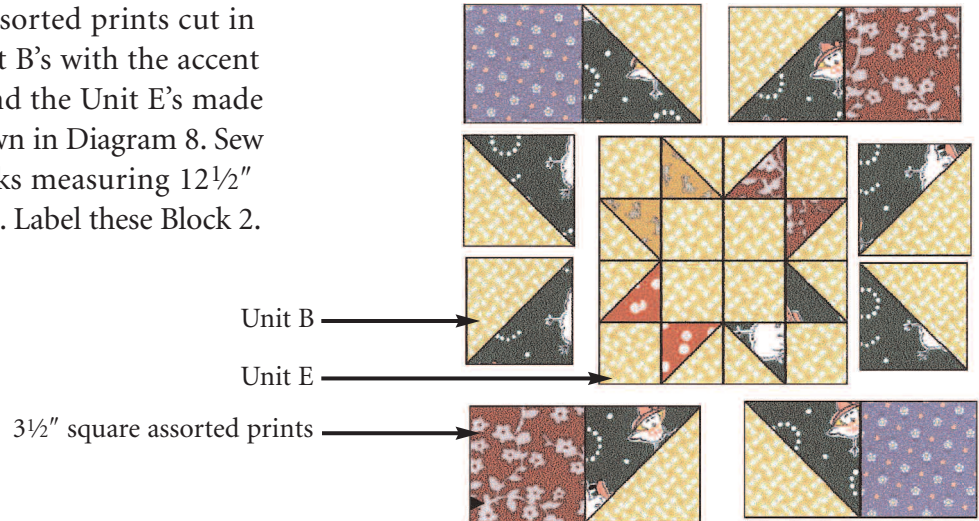 sorted prints cut in
t B’s with the accent
nd the Unit E’s made
wn in Diagram 8. Sew
ks measuring 12½″
. Label these Block 2.
Unit B
Unit E
3½″ square assorted prints